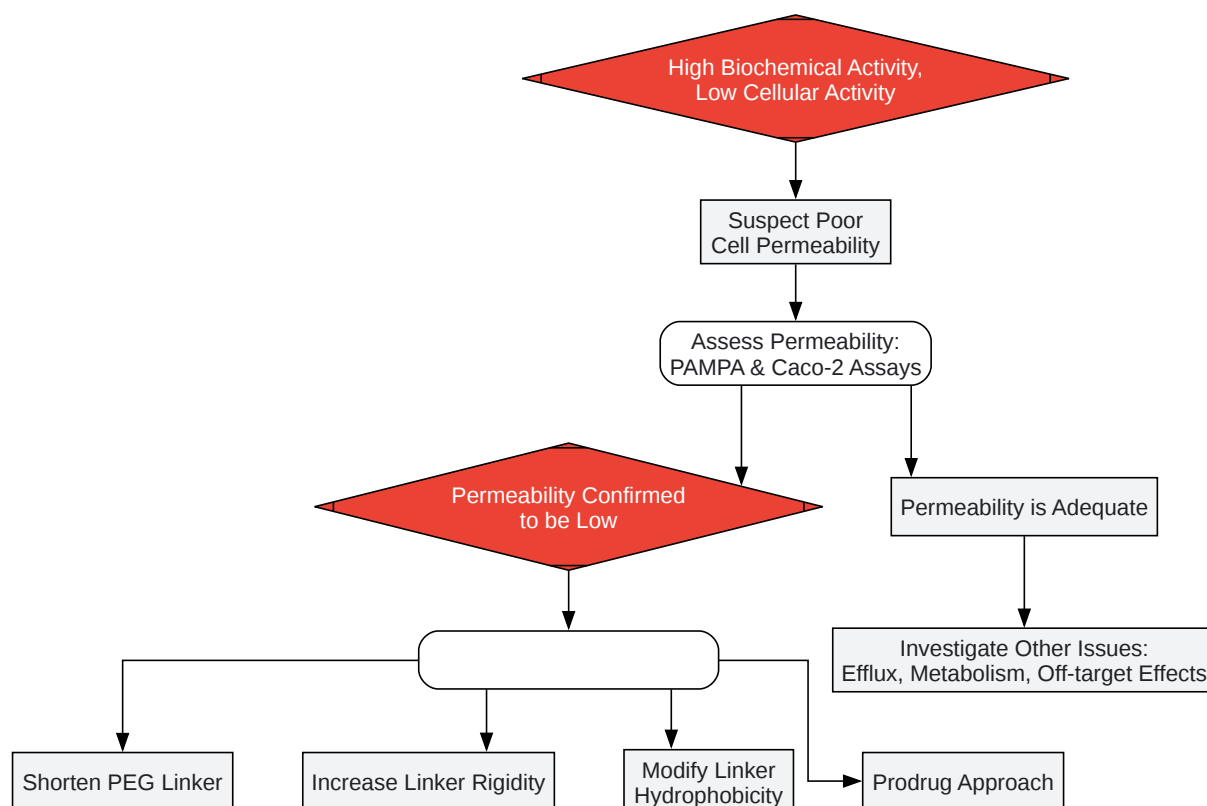 High Biochemical Activity,
Low Cellular Activity
Suspect Poor
Cell Permeability
Assess Permeability:
PAMPA & Caco-2 Assays
Permeability Confirmed
to be Low
Permeability is Adequate
Investigate Other Issues:
Efflux, Metabolism, Off-target Effects
Shorten PEG Linker
Increase Linker Rigidity
Modify Linker
Hydrophobicity
Prodrug Approach